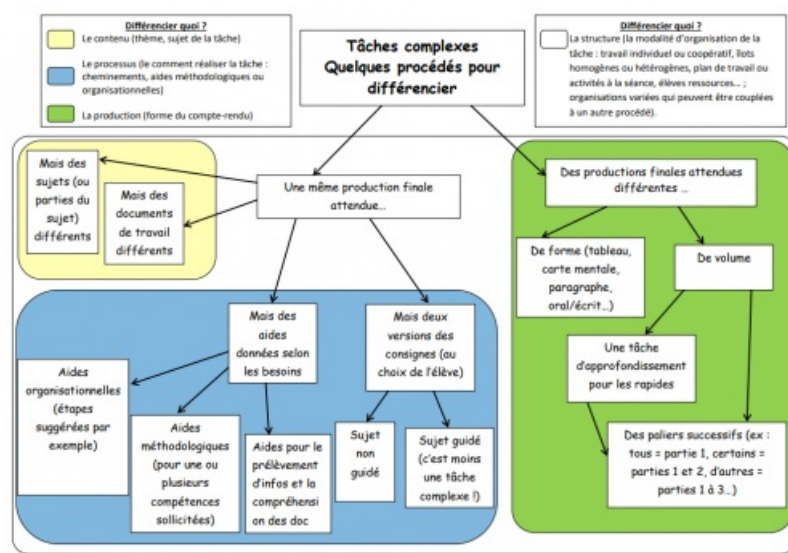 Différencier quoi ?
Le contenu (thème, sujet de la tâche)
Le processus (le comment réaliser la tâche :
cheminements, aides méthodologiques ou
organisationnelles)
La production (forme du compte-rendu)
Tâches complexes
Quelques procédés pour
différencier
Différencier quoi ?
La structure (la modalité d'organisation de la
tâche : travail individuel ou coopératif, îlots
homogènes ou hétérogènes, plan de travail ou
activités à la séance, élèves ressources... ;
organisations variées qui peuvent être couplées
à un autre procédé).
Mais des
sujets (ou
parties du
sujet)
différents
Mais des
documents
de travail
différents
Une même production finale
attendue...
Des productions finales attendues
différentes ...
De forme (tableau,
carte mentale,
paragraphe,
oral/écrit...)
De volume
Mais des
aides
données selon
les besoins
Mais deux
versions des
consignes (au
choix de l'élève)
Une tâche
d'approfondissement
pour les rapides
Aides
organisationnelles
(étapes
suggérées par
exemple)
Aides
méthodologiques
(pour une ou
plusieurs
compétences
sollicitées)
Aides pour le
prélèvement
d'infos et la
compréhensi
on des doc
Sujet
non
guidé
Sujet guidé
(c'est moins
une tâche
complexe !)
Des paliers successifs (ex :
tous = partie 1, certains =
parties 1 et 2, d'autres =
parties 1 à 3...)